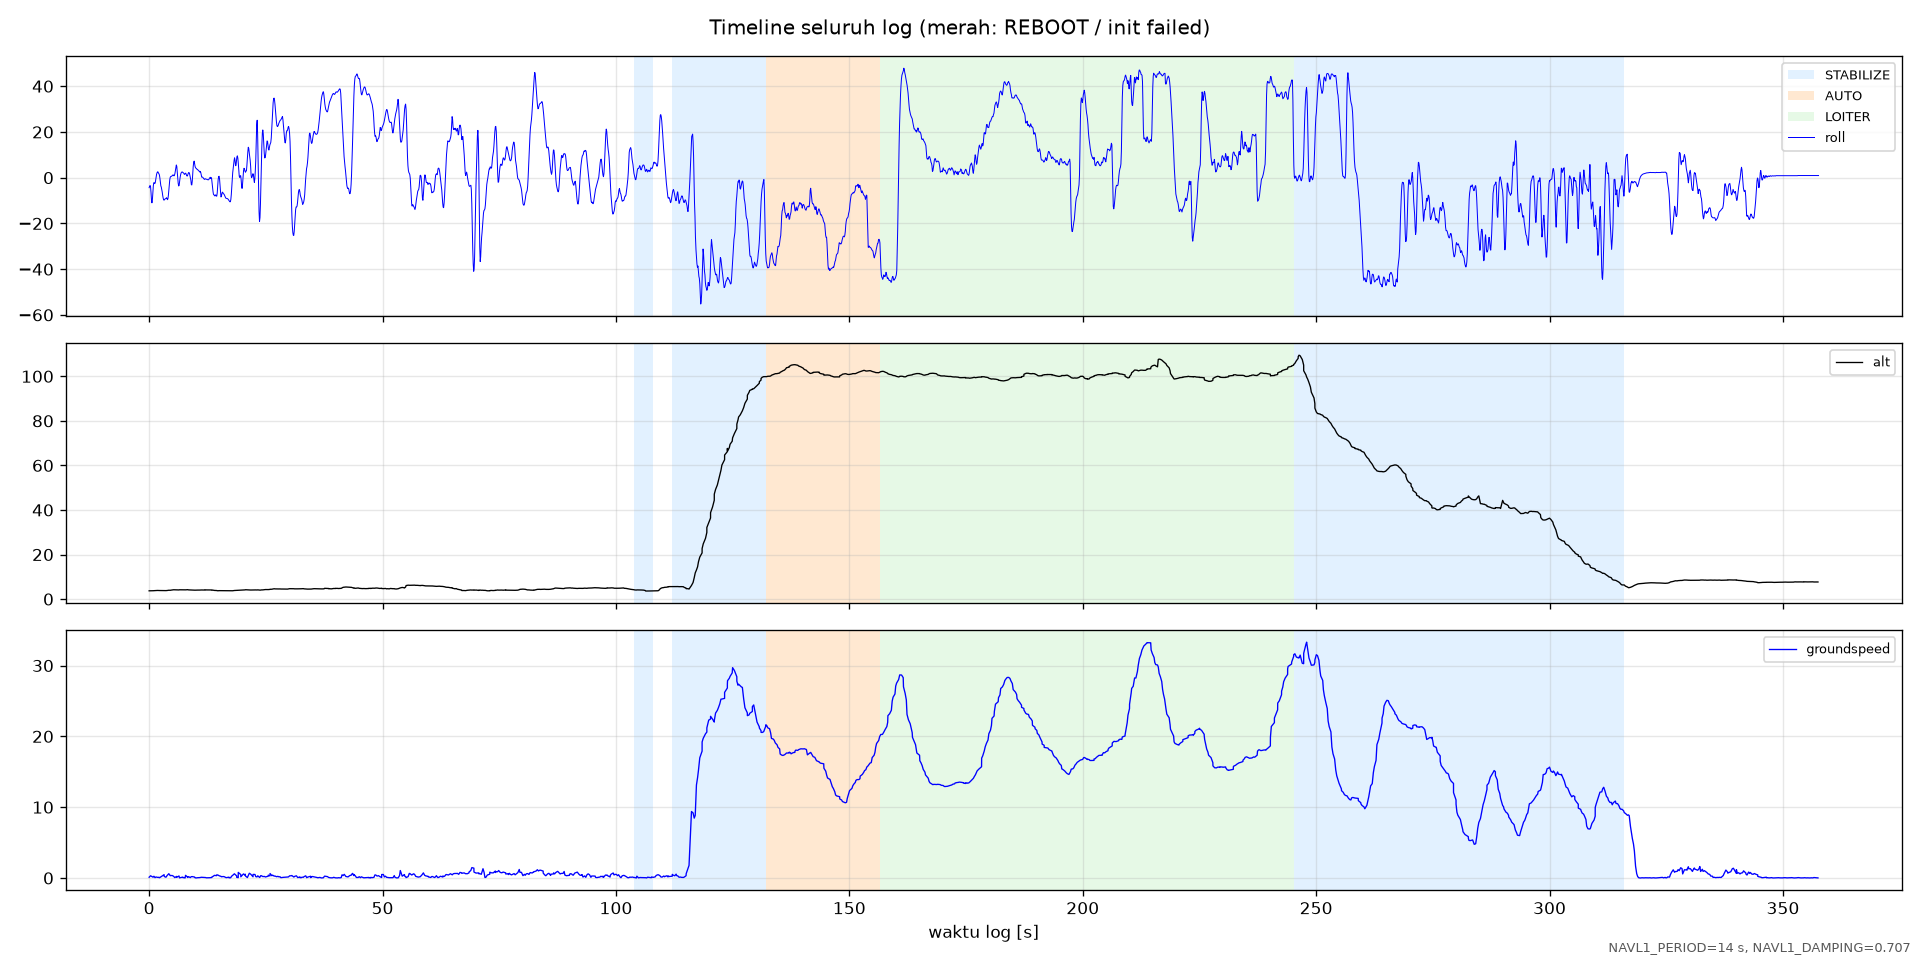 Timeline seluruh log (merah: REBOOT / init failed)
40
20
0
−20
−40
−60
STABILIZE
AUTO
LOITER
roll
100
80
60
40
20
0
alt
30
20
10
0
groundspeed
0 50 100 150 200 250 300 350
waktu log [s]
NAVL1_PERIOD=14 s, NAVL1_DAMPING=0.707